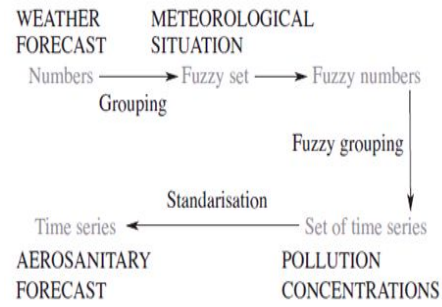 WEATHER
FORECAST
METEOROLOGICAL
SITUATION
Numbers
Fuzzy set
Fuzzy numbers
Grouping
Fuzzy grouping
Standarisation
Time series
Set of time series
AEROSANITARY
FORECAST
POLLUTION
CONCENTRATIONS